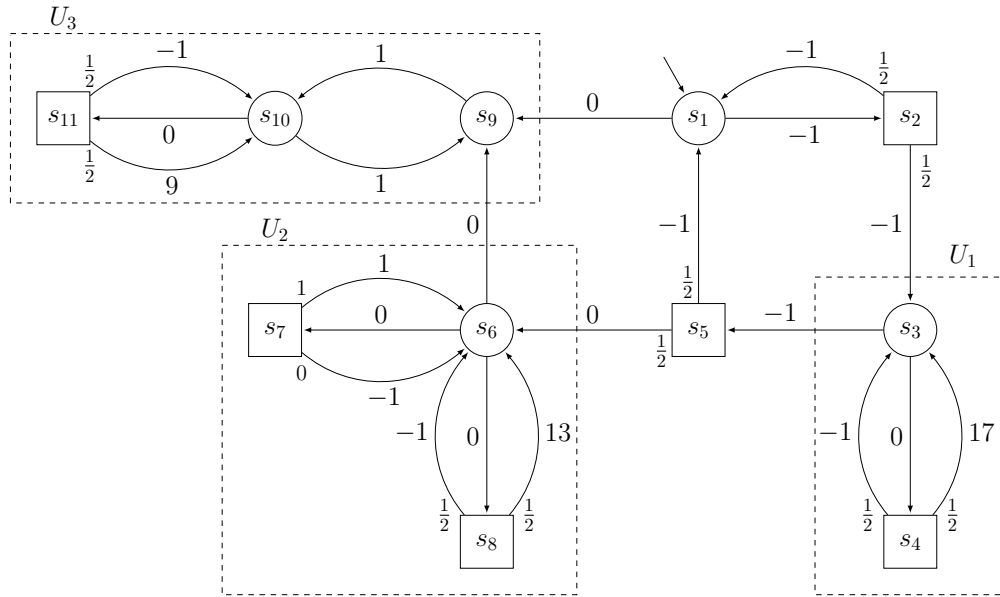 U₃
½ −1 1 −1 ½
0
s₁₁ s₁₀ s₉ s₁ s₂
0 −1
½ 9 1 ½
U₂ 0 −1 −1 U₁
1 1 0 ½ 0 −1
s₇ s₆ s₅ s₃
0 −1 ½
−1 0 13 −1 0 17
½ ½ ½ ½
s₈ s₄